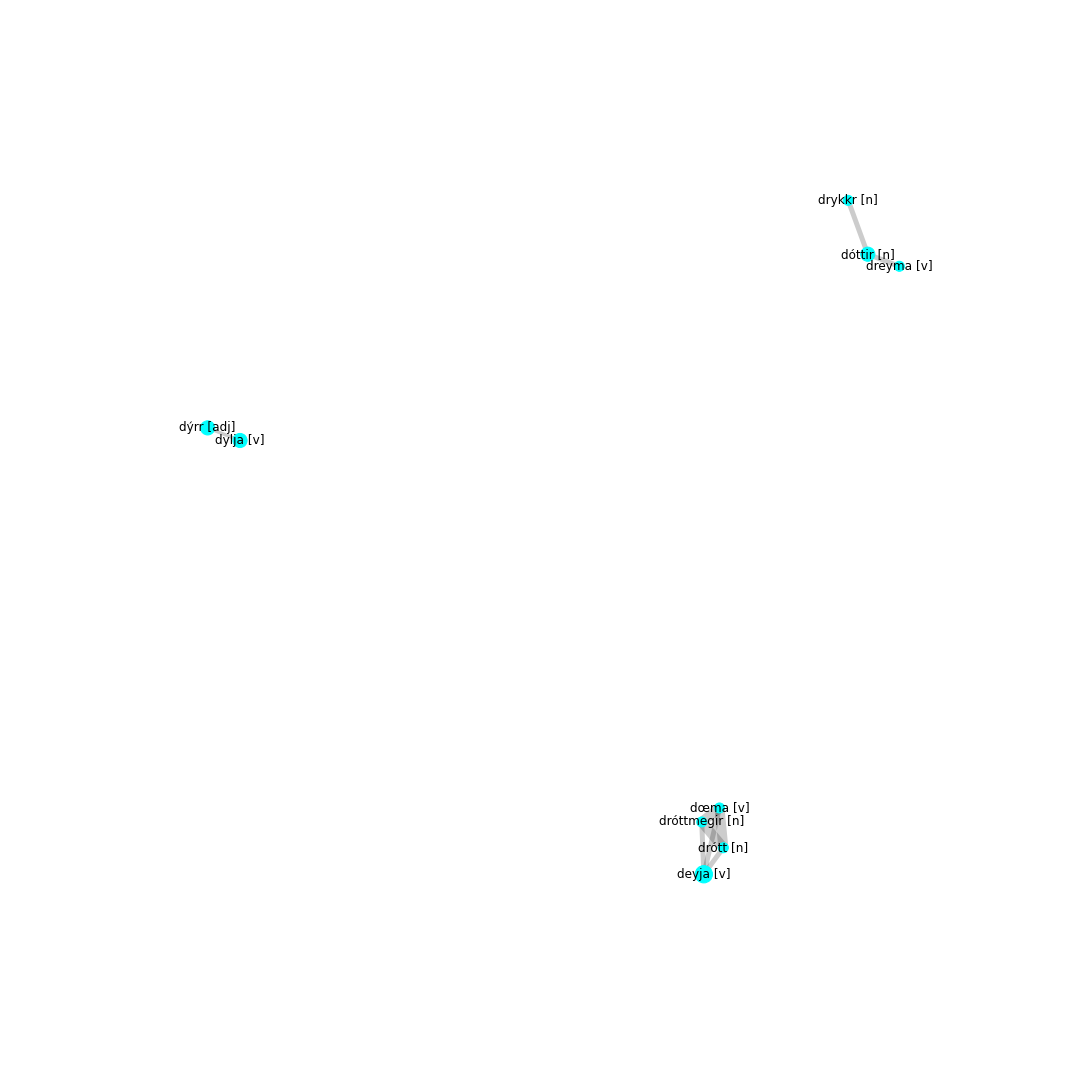 drykkr [n]
dóttir [n]
dreyma [v]
dýrr [adj]
dylja [v]
dœma [v]
dróttmegir [n]
drótt [n]
deyja [v]